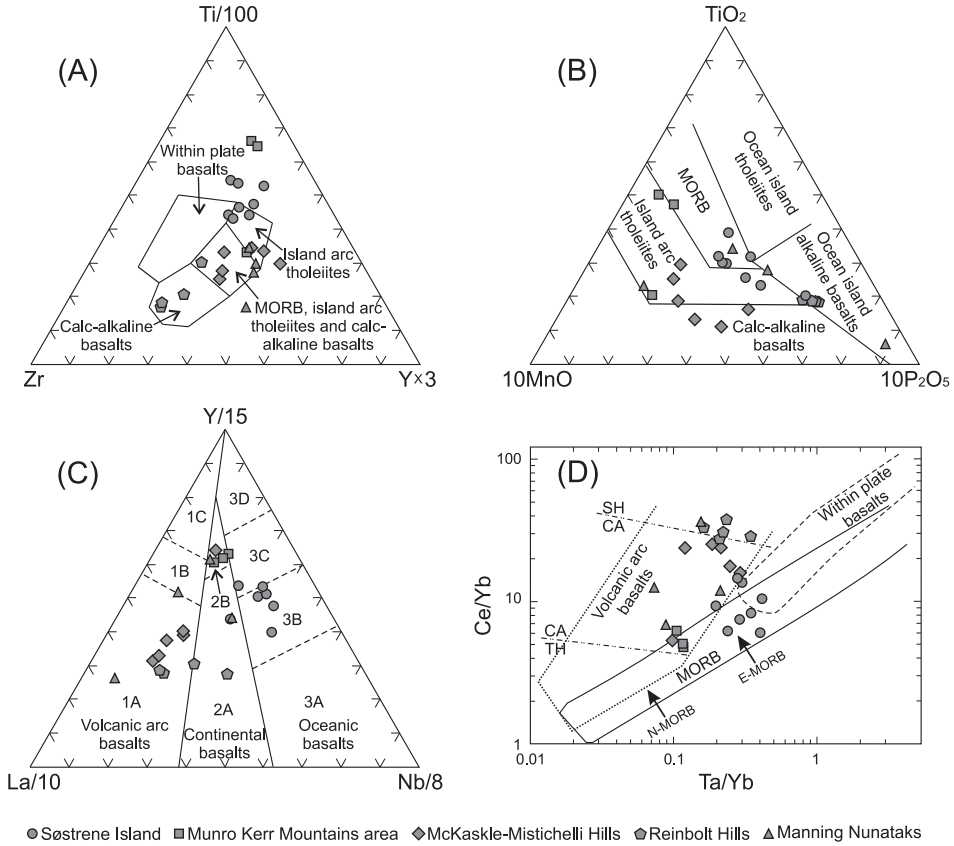 (A)
Ti/100
Within plate
basalts
Island arc
tholeiites
MORB, island arc
tholeiites and calc-
alkaline basalts
Calc-alkaline
basalts
Zr
Y×3
(B)
TiO2
MORB
Island arc
tholeiites
Ocean island
tholeiites
Ocean island
alkaline basalts
Calc-alkaline
basalts
10MnO
10P2O5
(C)
Y/15
3D
1C
3C
1B
2B
3B
1A
2A
3A
Volcanic arc
basalts
Continental
basalts
Oceanic
basalts
La/10
Nb/8
(D)
100
10
1
Ce/Yb
SH
CA
CA
TH
Volcanic arc
basalts
Within plate
basalts
MORB
E-MORB
N-MORB
0.01
0.1
1
Ta/Yb
Søstrene Island
Munro Kerr Mountains area
McKaskle-Mistichelli Hills
Reinbolt Hills
Manning Nunataks